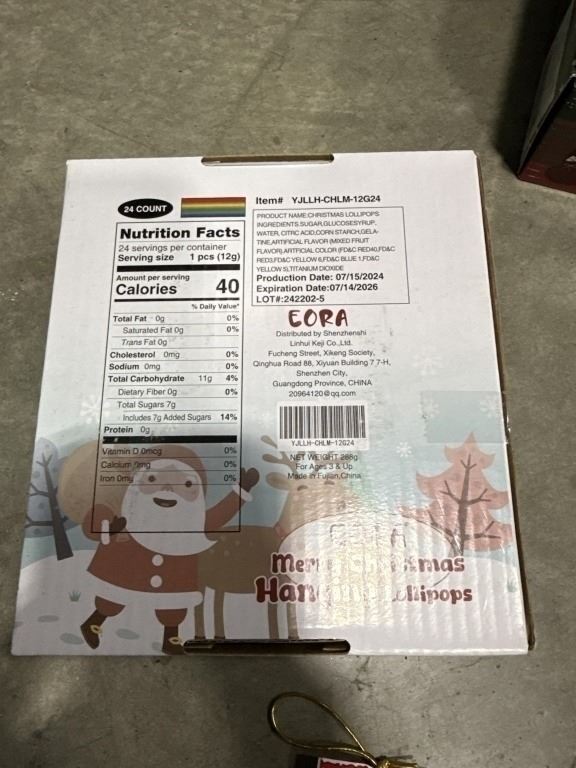 24 COUNT
Nutrition Facts
24 servings per container
Serving size 1 pcs (12g)
Amount per serving
Calories 40
% Daily Value*
Total Fat 0g 0%
Saturated Fat 0g 0%
Trans Fat 0g
Cholesterol 0mg 0%
Sodium 0mg 0%
Total Carbohydrate 11g 4%
Dietary Fiber 0g 0%
Total Sugars 7g
Includes 7g Added Sugars 14%
Protein 0g
Vitamin D 0mcg 0%
Calcium 0mg 0%
Iron 0mg 0%
Item# YJLLH-CHLM-12G24
PRODUCT NAME:CHRISTMAS LOLLIPOPS
INGREDIENTS:SUGAR,GLUCOSESYRUP,
WATER, CITRIC ACID,CORN STARCH,GELA-
TINE,ARTIFICIAL FLAVOR (MIXED FRUIT
FLAVOR),ARTIFICIAL COLOR (FD&C RED40,FD&C
RED3,FD&C YELLOW 6,FD&C BLUE 1,FD&C
YELLOW 5),TITANIUM DIOXIDE
Production Date: 07/15/2024
Expiration Date:07/14/2026
LOT#:242202-5
EORA
Distributed by Shenzhenshi
Linhui Keji Co.,Ltd.
Fucheng Street, Xikeng Society,
Qinghua Road 88, Xiyuan Building 7 7-H,
Shenzhen City,
Guangdong Province, CHINA
20964120@qq.com
YJLLH-CHLM-12G24
NET WEIGHT 288g
For Ages 3 & Up
Made in Fujian,China
EORA
Merry Christmas
Hanging Lollipops